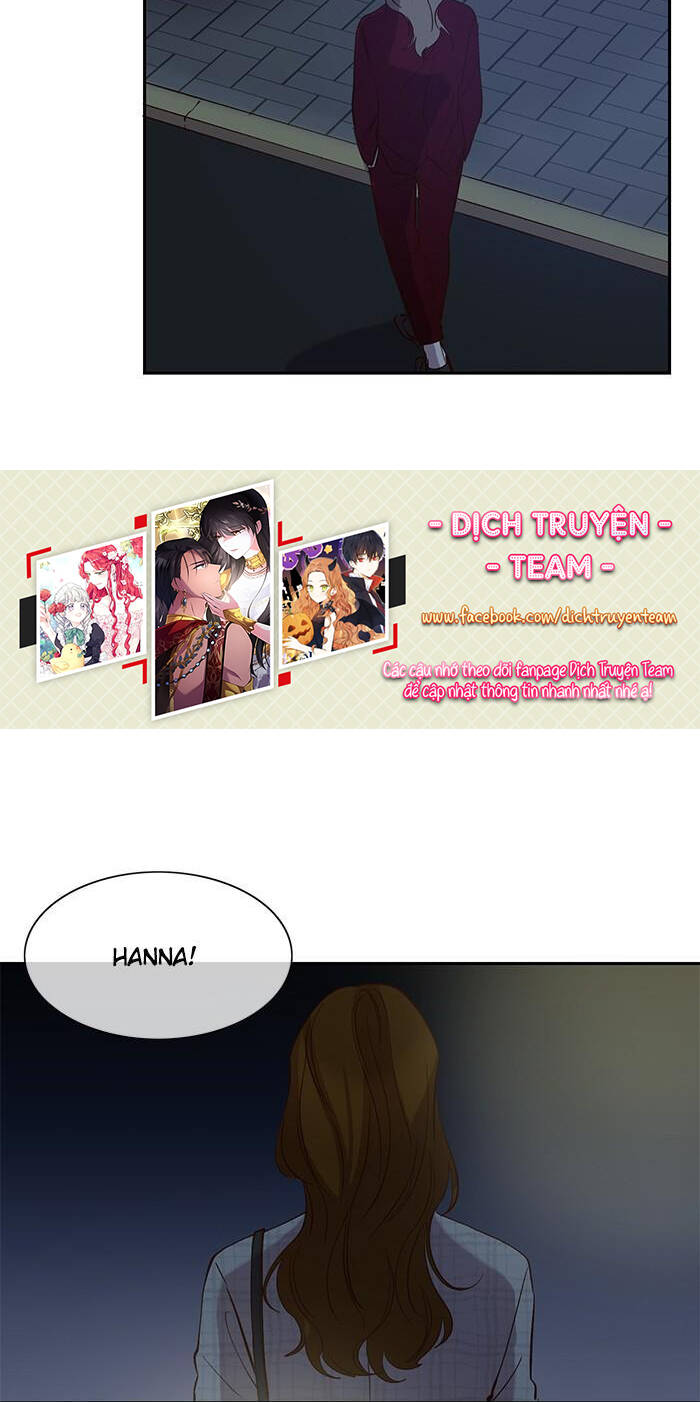 - DỊCH TRUYỆN -
- TEAM -
www.facebook.com/dichtruyenteam
Các cậu nhớ theo dõi fanpage Dịch Truyện Team
để cập nhật thông tin nhanh nhất nhé ạ!
HANNA!